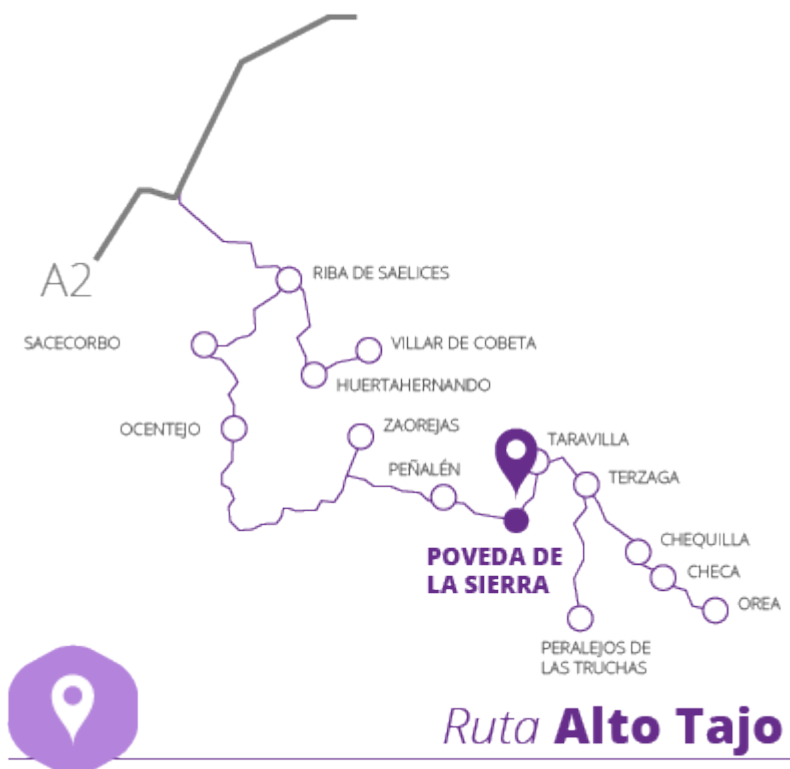 A2
RIBA DE SAELICES
SACECORBO
VILLAR DE COBETA
HUERTAHERNANDO
OCENTEJO
ZAOREJAS
TARAVILLA
PEÑALÉN
TERZAGA
POVEDA DE
LA SIERRA
CHEQUILLA
CHECA
OREA
PERALEJOS DE
LAS TRUCHAS
Ruta Alto Tajo